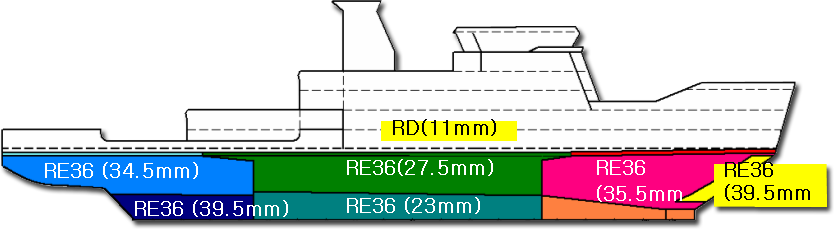 RD(11mm)
RE36 (34.5mm)
RE36(27.5mm)
RE36
(35.5mm
RE36
(39.5mm
RE36 (39.5mm)
RE36 (23mm)